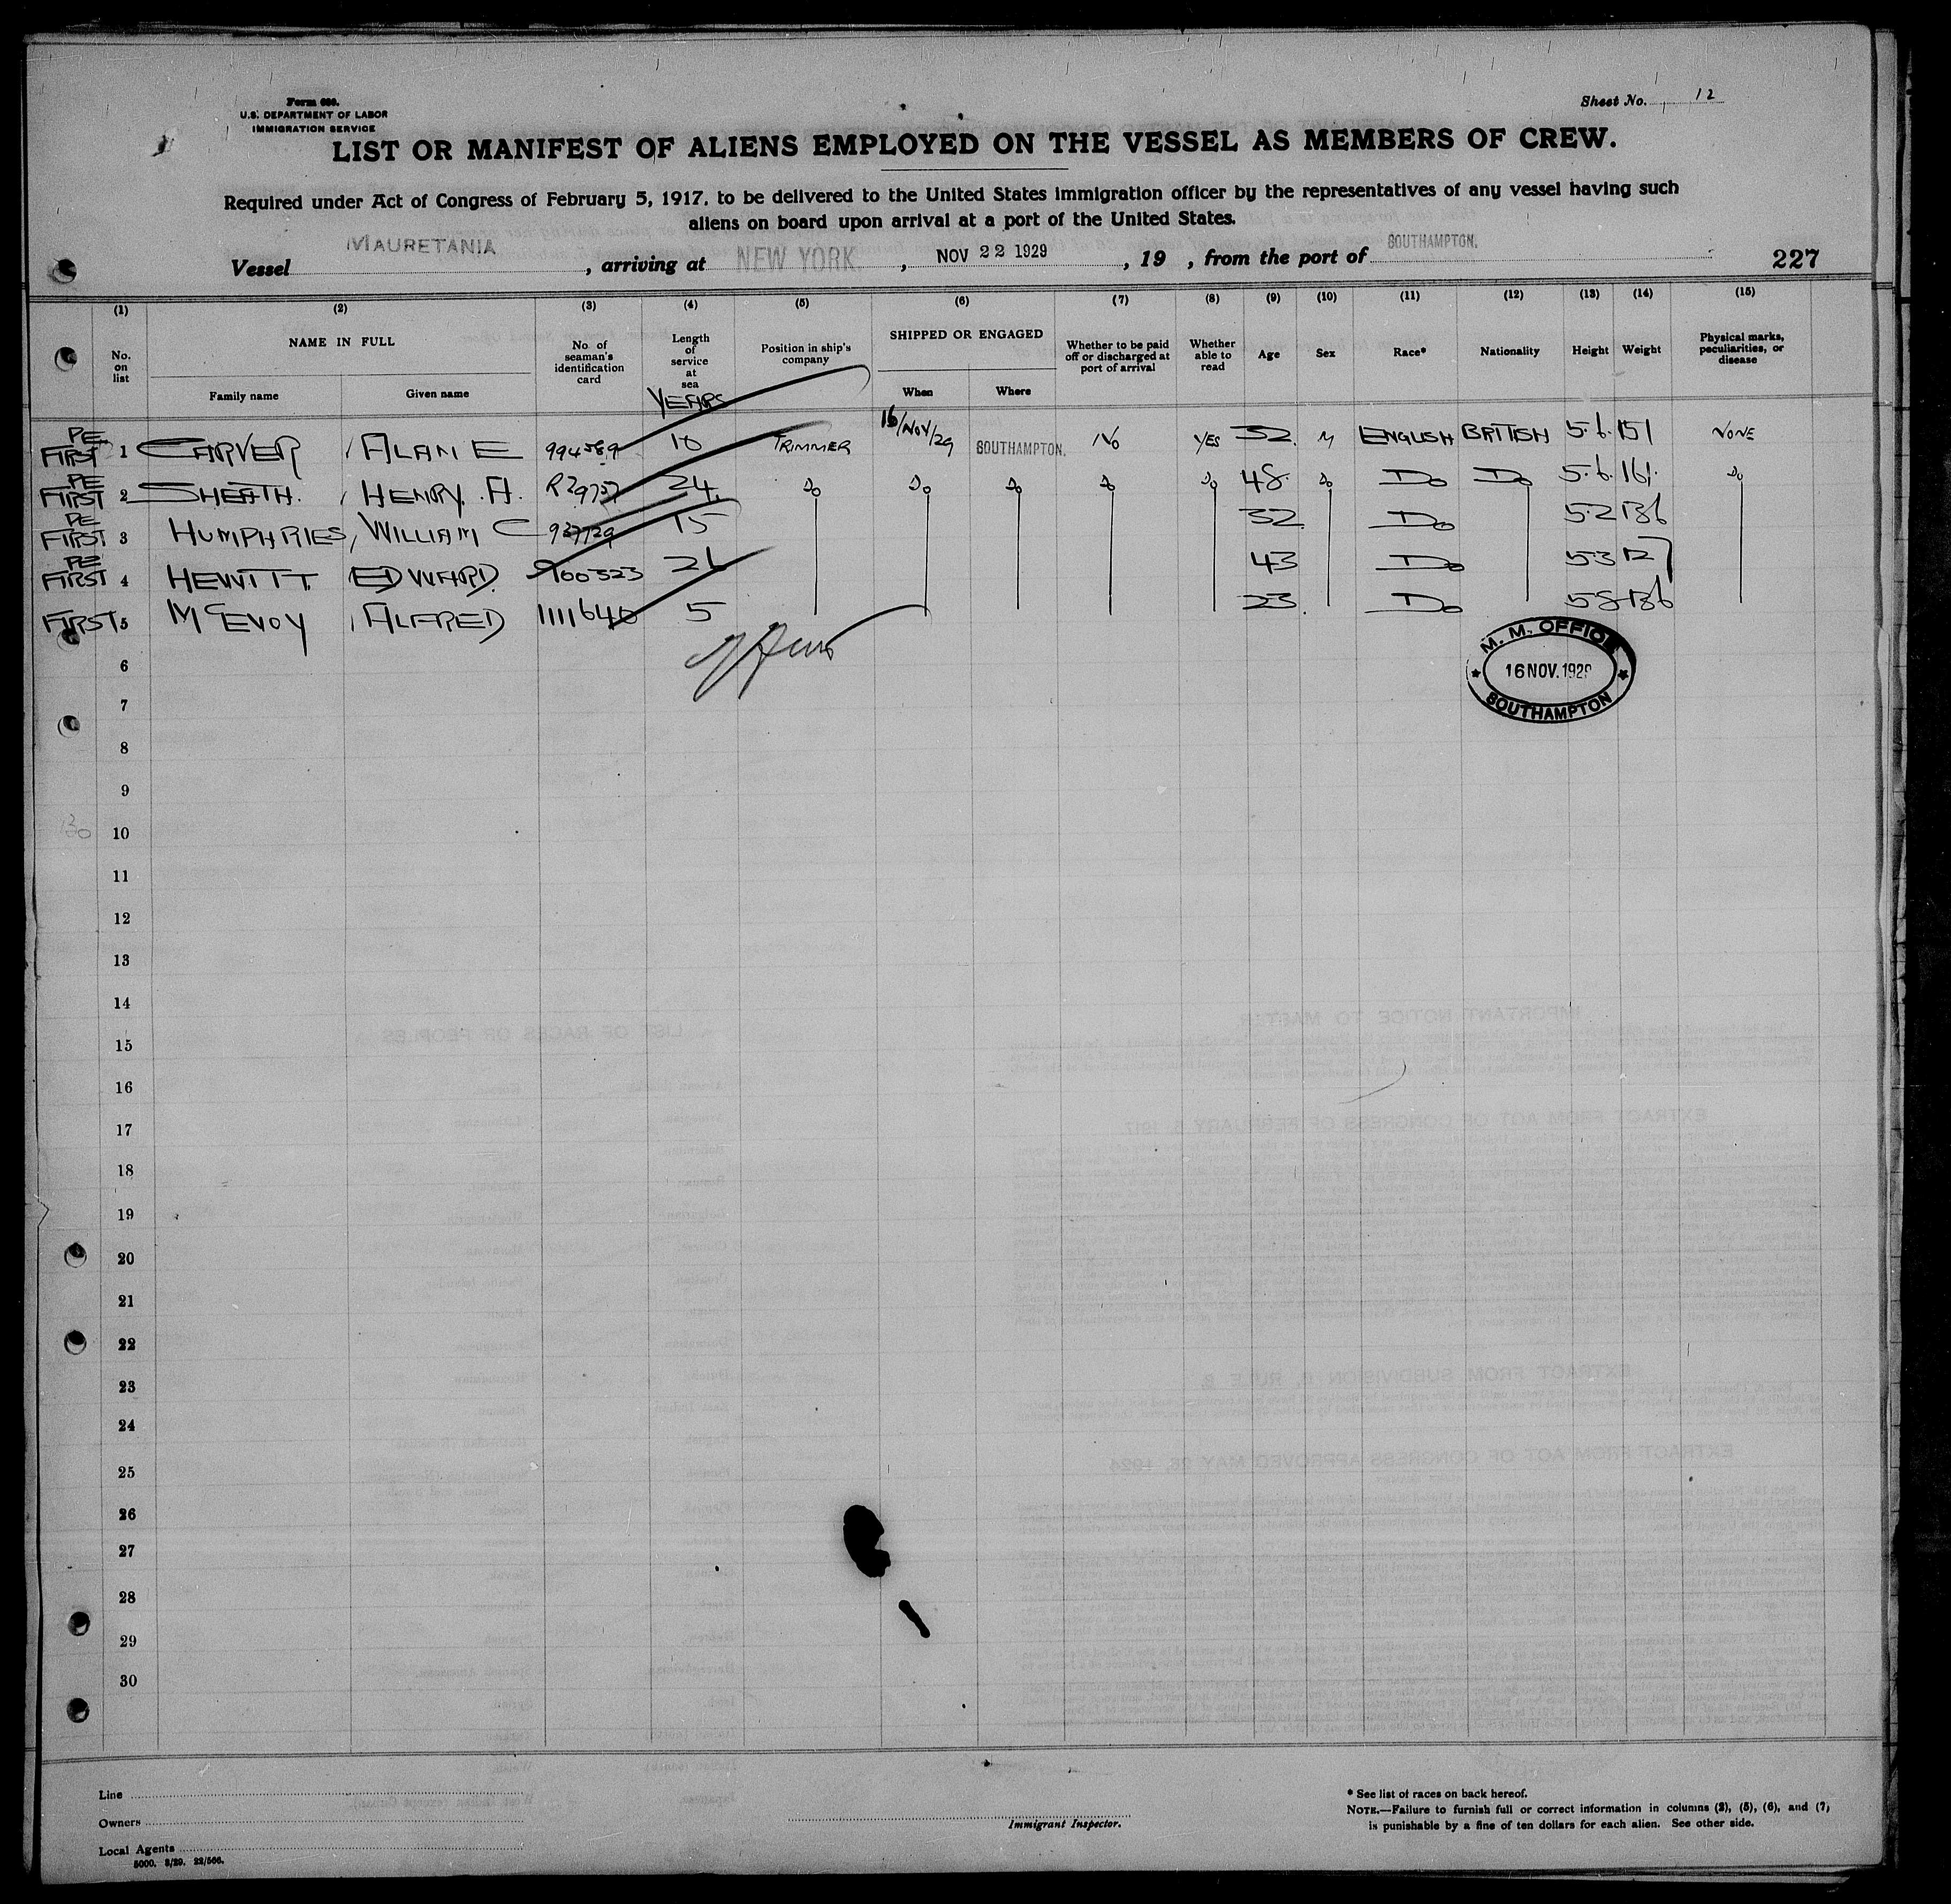 Form 680.
U.S. DEPARTMENT OF LABOR
IMMIGRATION SERVICE
Sheet No. 12
LIST OR MANIFEST OF ALIENS EMPLOYED ON THE VESSEL AS MEMBERS OF CREW.
Required under Act of Congress of February 5, 1917, to be delivered to the United States immigration officer by the representatives of any vessel having such
aliens on board upon arrival at a port of the United States.
Vessel MAURETANIA, arriving at NEW YORK, NOV 22 1929, 19 , from the port of SOUTHAMPTON. 227
(1) (2) (3) (4) (5) (6) (7) (8) (9) (10) (11) (12) (13) (14) (15)
No. on list NAME IN FULL Family name Given name No. of seaman's identification card Length of service at sea YEARS Position in ship's company SHIPPED OR ENGAGED When Where Whether to be paid off or discharged at port of arrival Whether able to read Age Sex Race* Nationality Height Weight Physical marks, peculiarities, or disease
PE FIRST 1 CARVER, ALAN E 994589 10 TRIMMER 16/NOV/29 SOUTHAMPTON. No YES 32. M ENGLISH BRITISH 5.6. 151 NONE
PE FIRST 2 SHEATH, HENRY. A. 24. Do Do Do Do Do 48. Do Do Do 5.6. 161. Do
PE FIRST 3 HUMPHRIES, WILLIAM C 937729 15 32. Do 5.2 136
PE FIRST 4 HEWITT EDWARD. 900323 26 43 Do 5.3 127
FIRST 5 McEVOY, ALFRED 1111640 5 23. Do 5.8 136
M. M. OFFICE
16 NOV. 1929
SOUTHAMPTON
6
7
8
9
10
11
12
13
14
15
16
17
18
19
20
21
22
23
24
25
26
27
28
29
30
Line
Owners
Local Agents
5000. 3/29. 22/566.
Immigrant Inspector.
* See list of races on back hereof.
NOTE.—Failure to furnish full or correct information in columns (2), (5), (6), and (7)
is punishable by a fine of ten dollars for each alien. See other side.